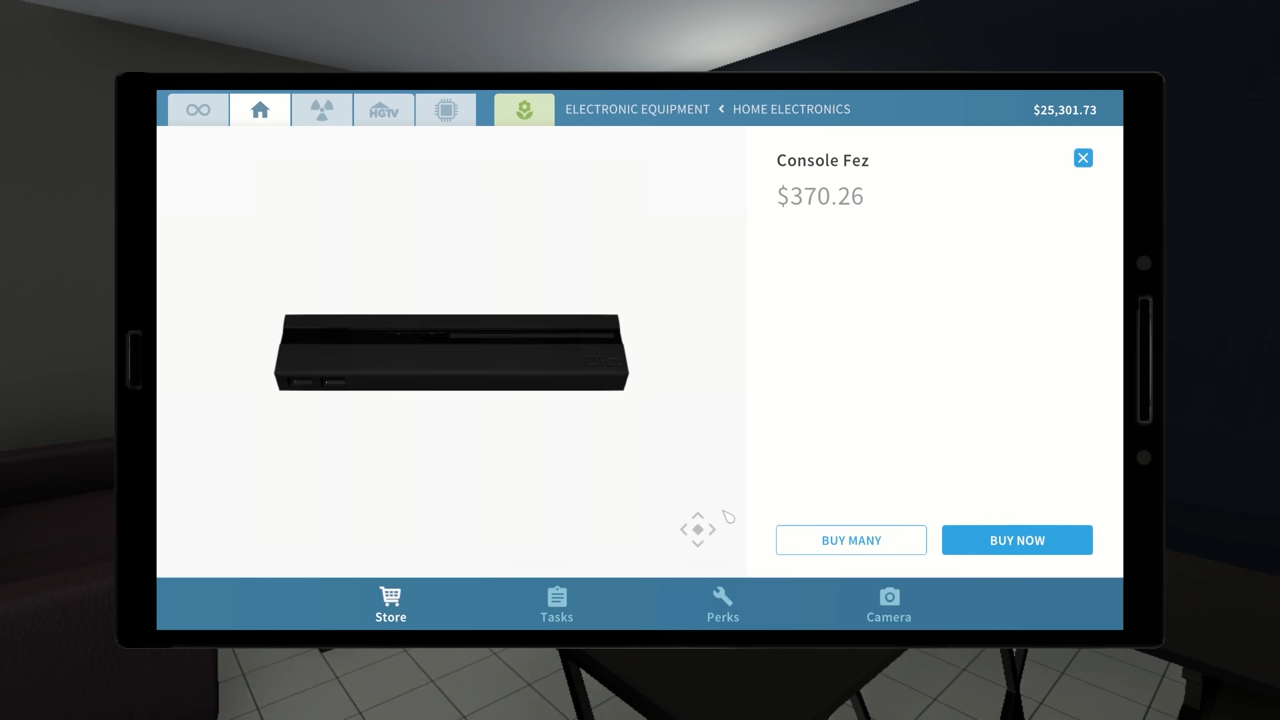 HGTV
ELECTRONIC EQUIPMENT < HOME ELECTRONICS
$25,301.73
Console Fez
$370.26
BUY MANY
BUY NOW
Store
Tasks
Perks
Camera